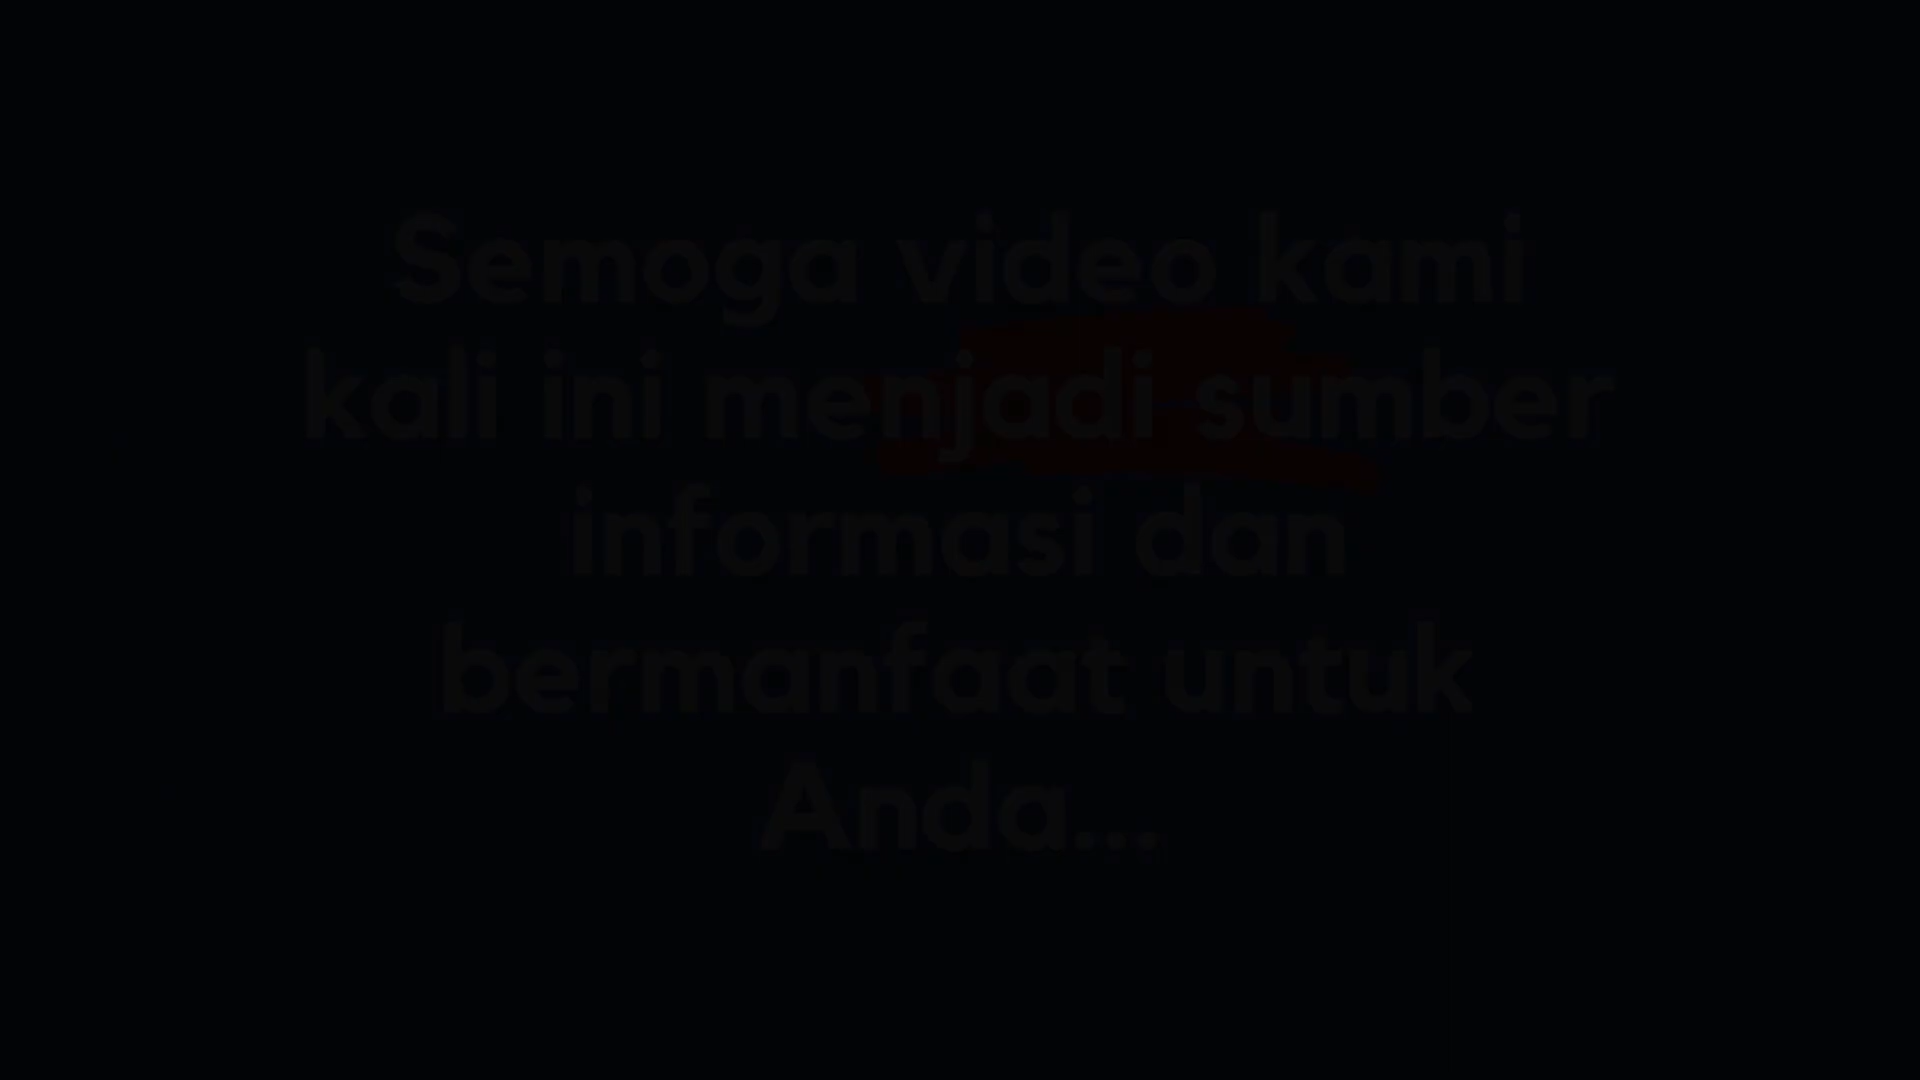 Semoga video kami
kali ini menjadi sumber
informasi dan
bermanfaat untuk
Anda...